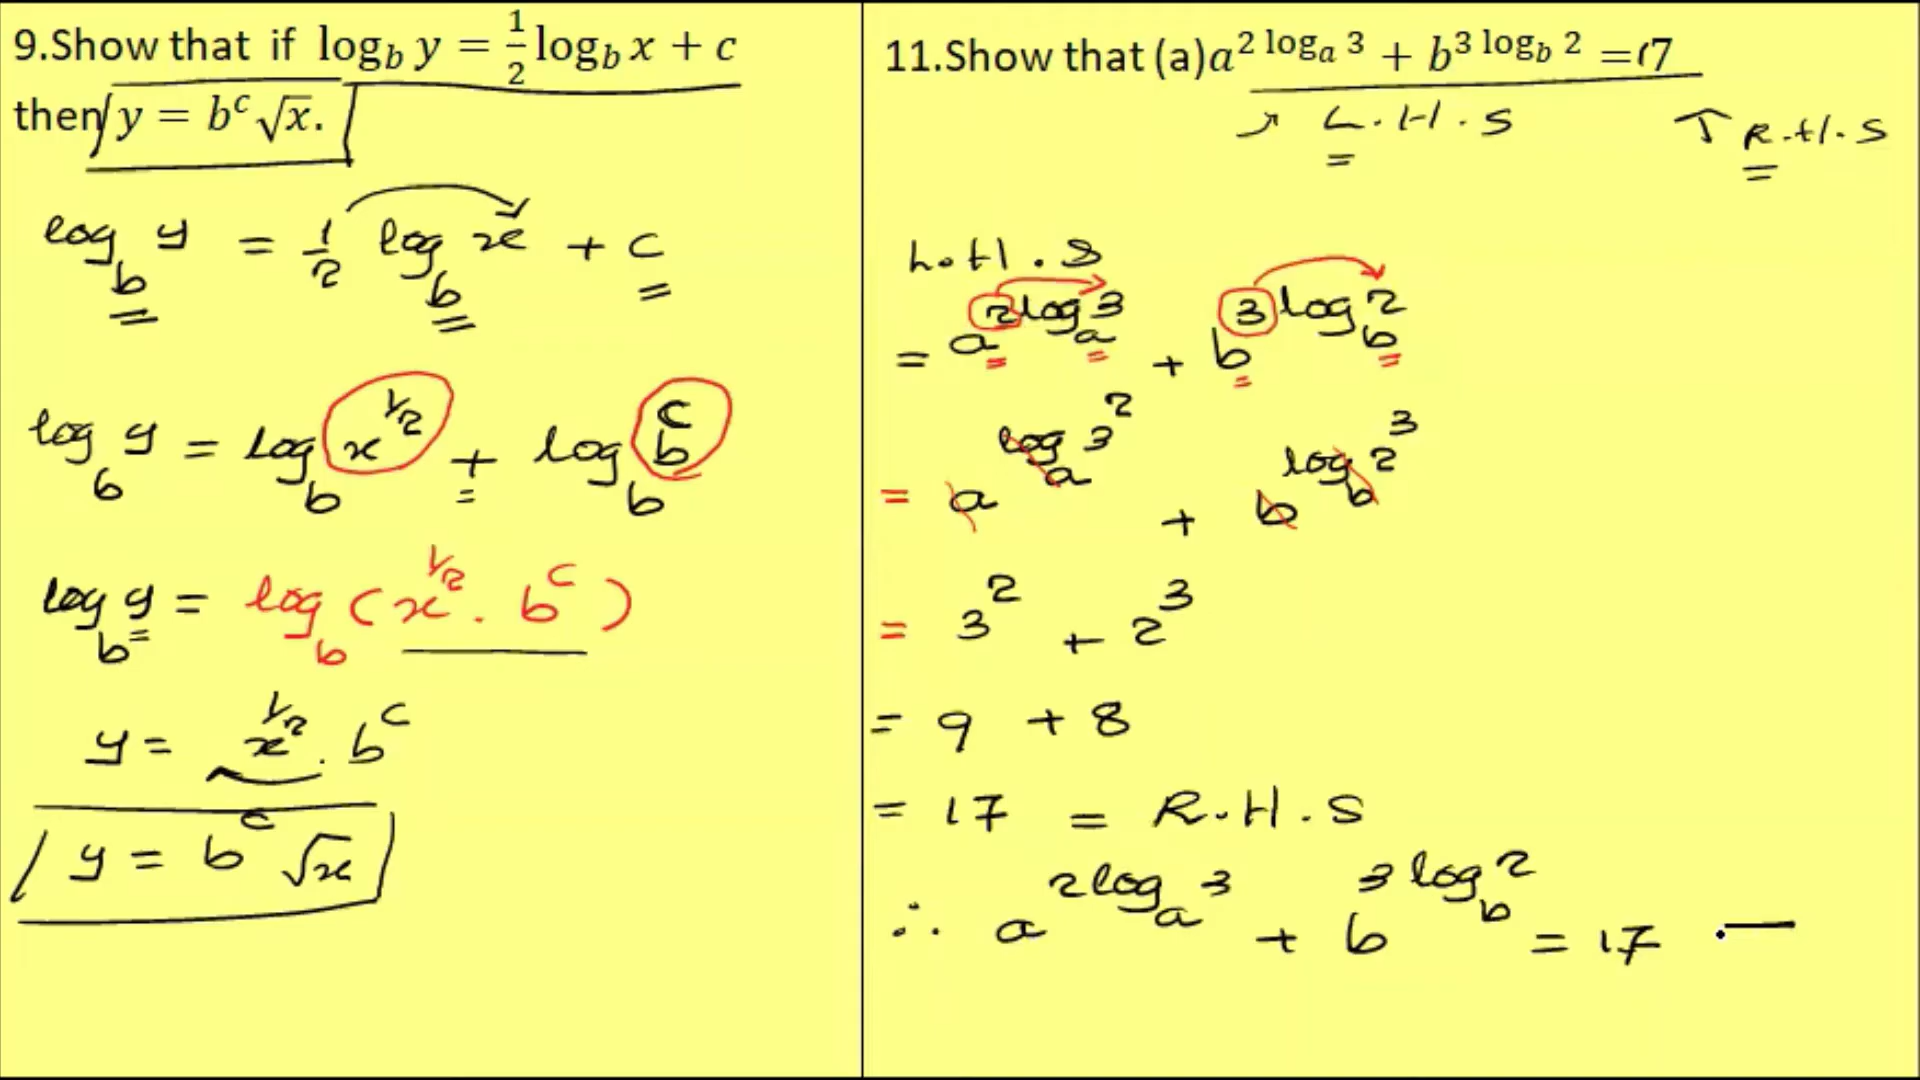 9.Show that if log_b y = 1/2 log_b x + c
then y = b^c √x.
log_b y = 1/2 log_b x + c
log_b y = log_b x^1/2 + log_b b^c
log_b y = log_b (x^1/2 . b^c)
y = x^1/2 . b^c
y = b^c √x
11.Show that (a)a^2 log_a 3 + b^3 log_b 2 =17
L.H.S
R.H.S
L.H.S
= a^2 log_a 3 + b^3 log_b 2
= a^log_a 3^2 + b^log_b 2^3
= 3^2 + 2^3
= 9 + 8
= 17 = R.H.S
∴ a^2 log_a 3 + b^3 log_b 2 = 17